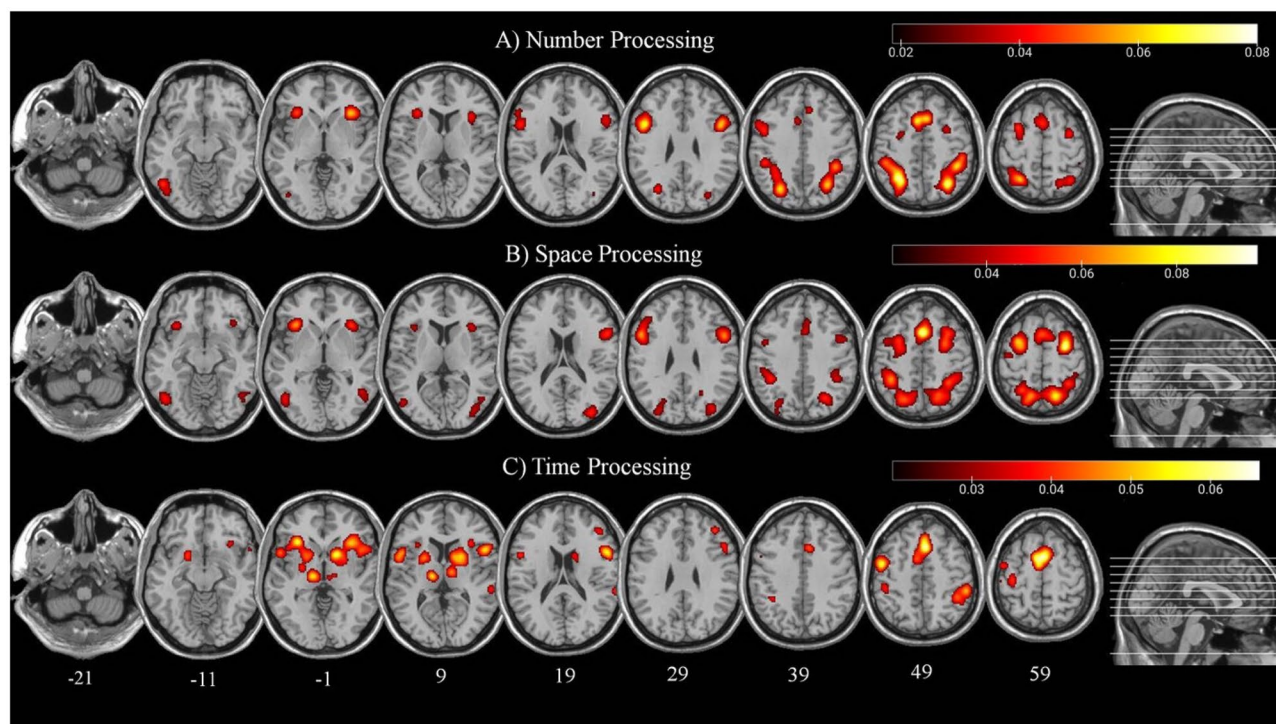 A) Number Processing
0.02 0.04 0.06 0.08
B) Space Processing
0.04 0.06 0.08
C) Time Processing
0.03 0.04 0.05 0.06
-21 -11 -1 9 19 29 39 49 59